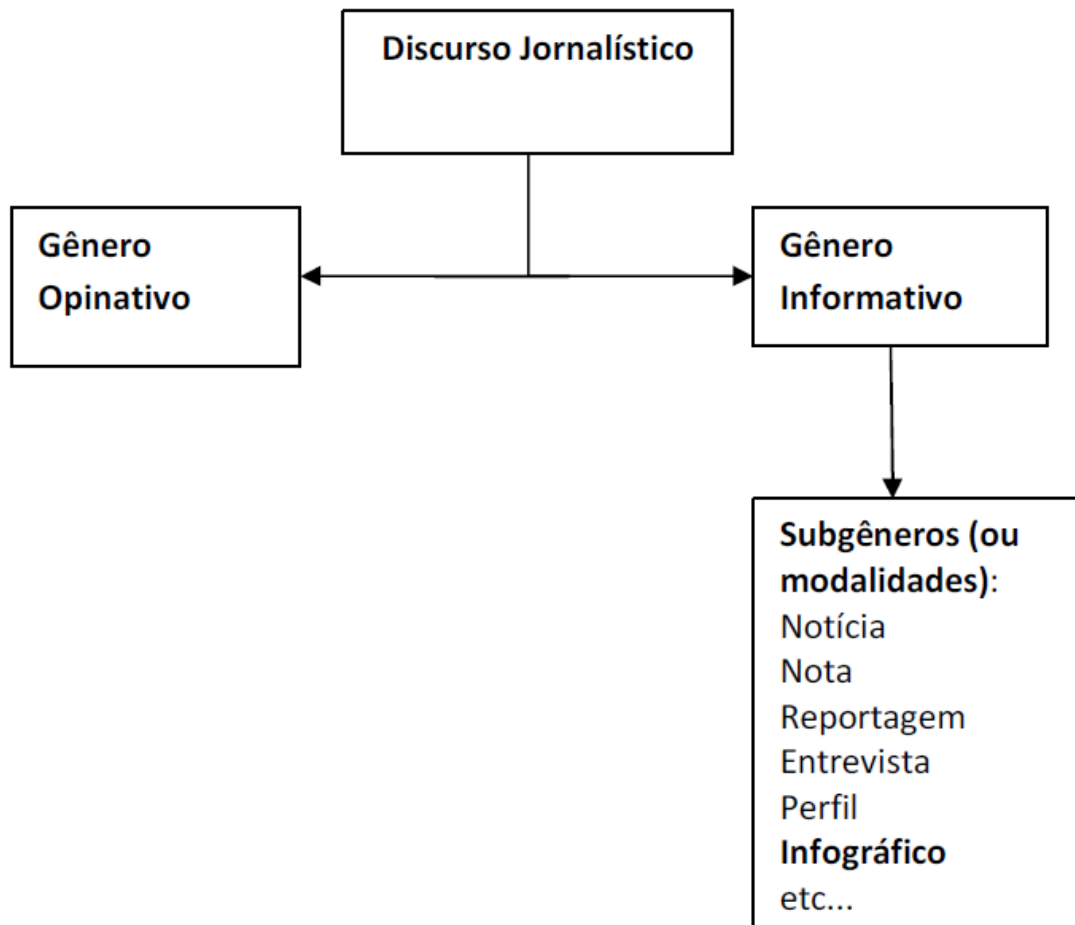 Discurso Jornalístico
Gênero
Opinativo
Gênero
Informativo
Subgêneros (ou
modalidades):
Notícia
Nota
Reportagem
Entrevista
Perfil
Infográfico
etc...